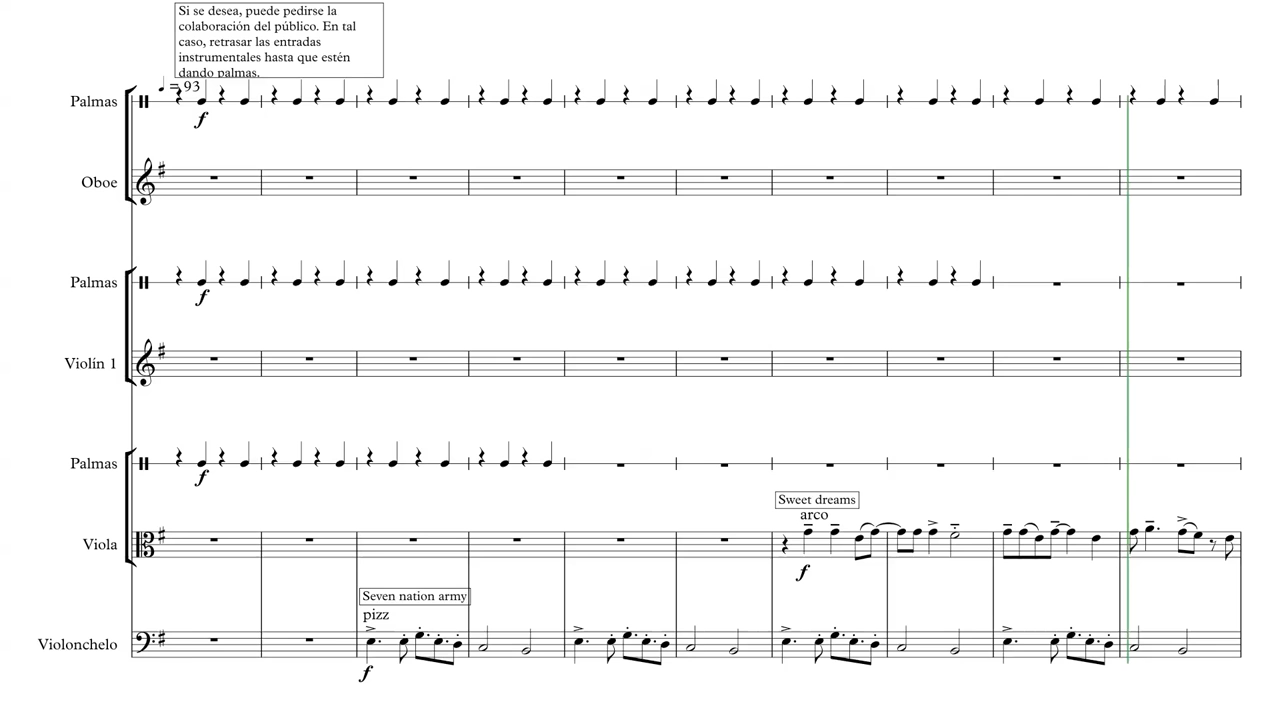 Si se desea, puede pedirse la
colaboración del público. En tal
caso, retrasar las entradas
instrumentales hasta que estén
dando palmas.
= 93
Palmas
f
Oboe
Palmas
f
Violín 1
Palmas
f
Sweet dreams
arco
Viola
f
Seven nation army
pizz
Violonchelo
f